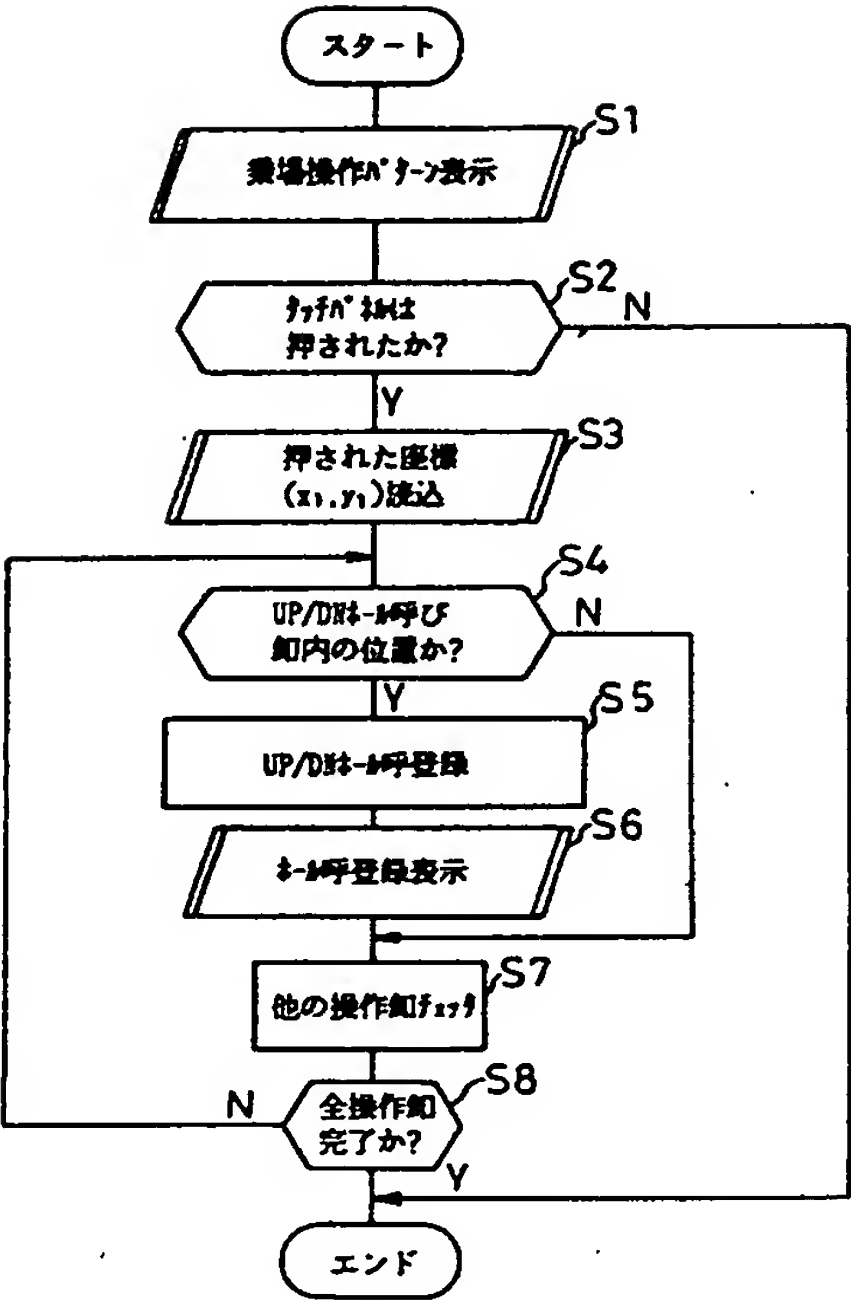 スタート
S1
乗場操作パターン表示
S2
タッチパネルは
押されたか?
N
Y
S3
押された座標
(x₁,y₁)読込
S4
UP/DNホール呼び
釦内の位置か?
N
Y
S5
UP/DNホール呼登録
S6
ホール呼登録表示
S7
他の操作釦チェック
S8
全操作釦
完了か?
N
Y
エンド